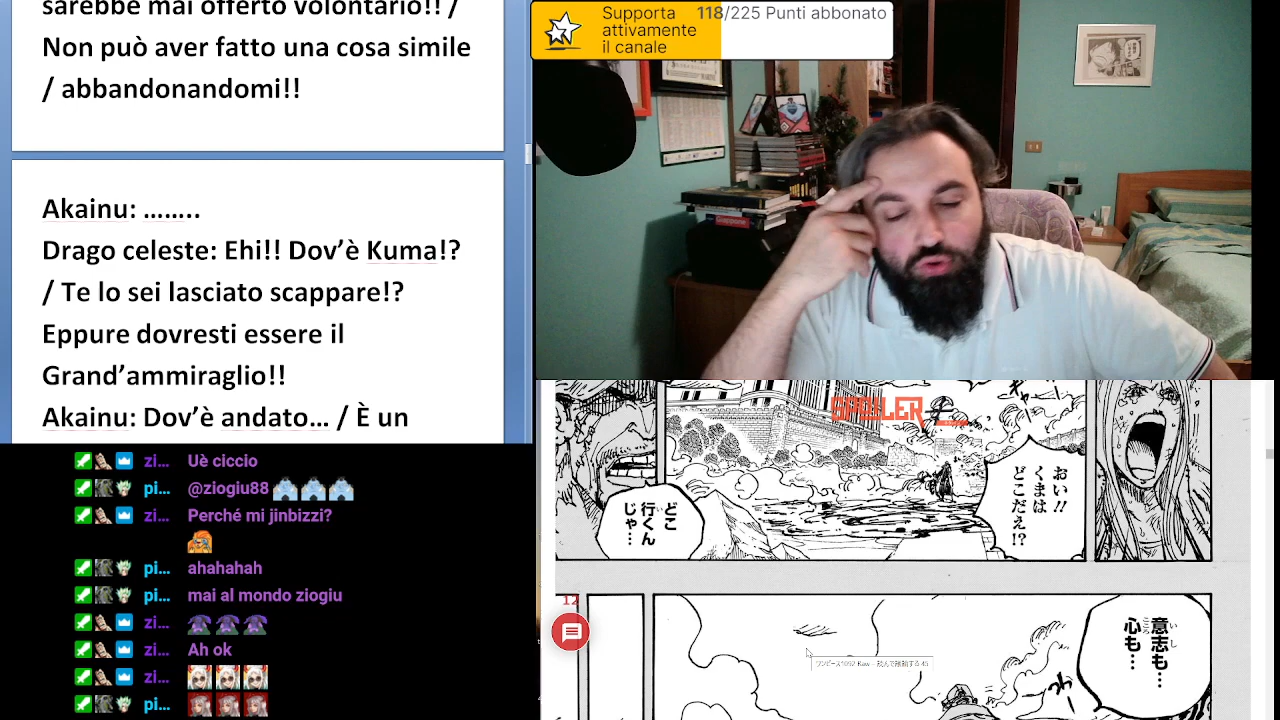 sarebbe mai offerto volontario!! /
Non può aver fatto una cosa simile
/ abbandonandomi!!
Akainu: ……..
Drago celeste: Ehi!! Dov’è Kuma!?
/ Te lo sei lasciato scappare!?
Eppure dovresti essere il
Grand’ammiraglio!!
Akainu: Dov’è andato… / È un
Supporta
attivamente
il canale
118/225 Punti abbonato
zi... Uè ciccio
pi... @ziogiu88
zi... Perché mi jinbizzi?
pi... ahahahah
pi... mai al mondo ziogiu
zi...
zi... Ah ok
zi...
pi...
SPOILER
おい!!
くまは
どこだえ!?
どこ
行くん
じゃ…
12
意志も…
心も…